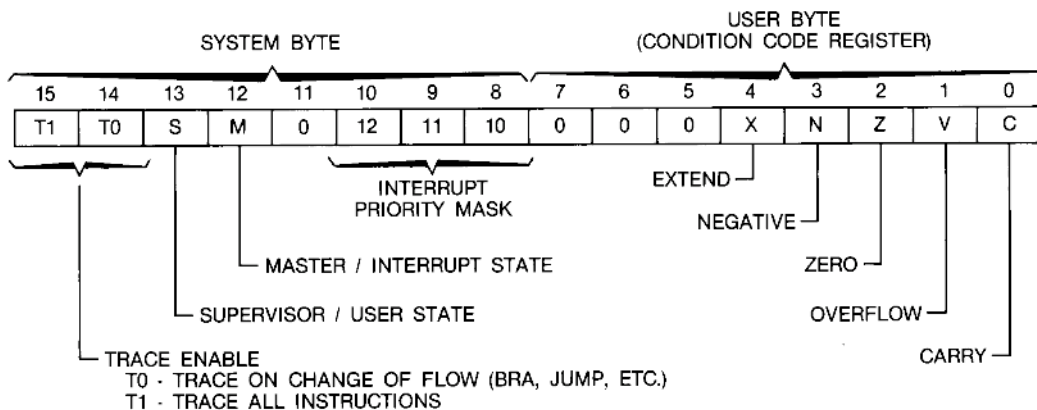 SYSTEM BYTE
USER BYTE
(CONDITION CODE REGISTER)
15 14 13 12 11 10 9 8 7 6 5 4 3 2 1 0
T1 T0 S M 0 12 11 10 0 0 0 X N Z V C
INTERRUPT
PRIORITY MASK
EXTEND
NEGATIVE
MASTER / INTERRUPT STATE
ZERO
SUPERVISOR / USER STATE
OVERFLOW
TRACE ENABLE
CARRY
T0 - TRACE ON CHANGE OF FLOW (BRA, JUMP, ETC.)
T1 - TRACE ALL INSTRUCTIONS